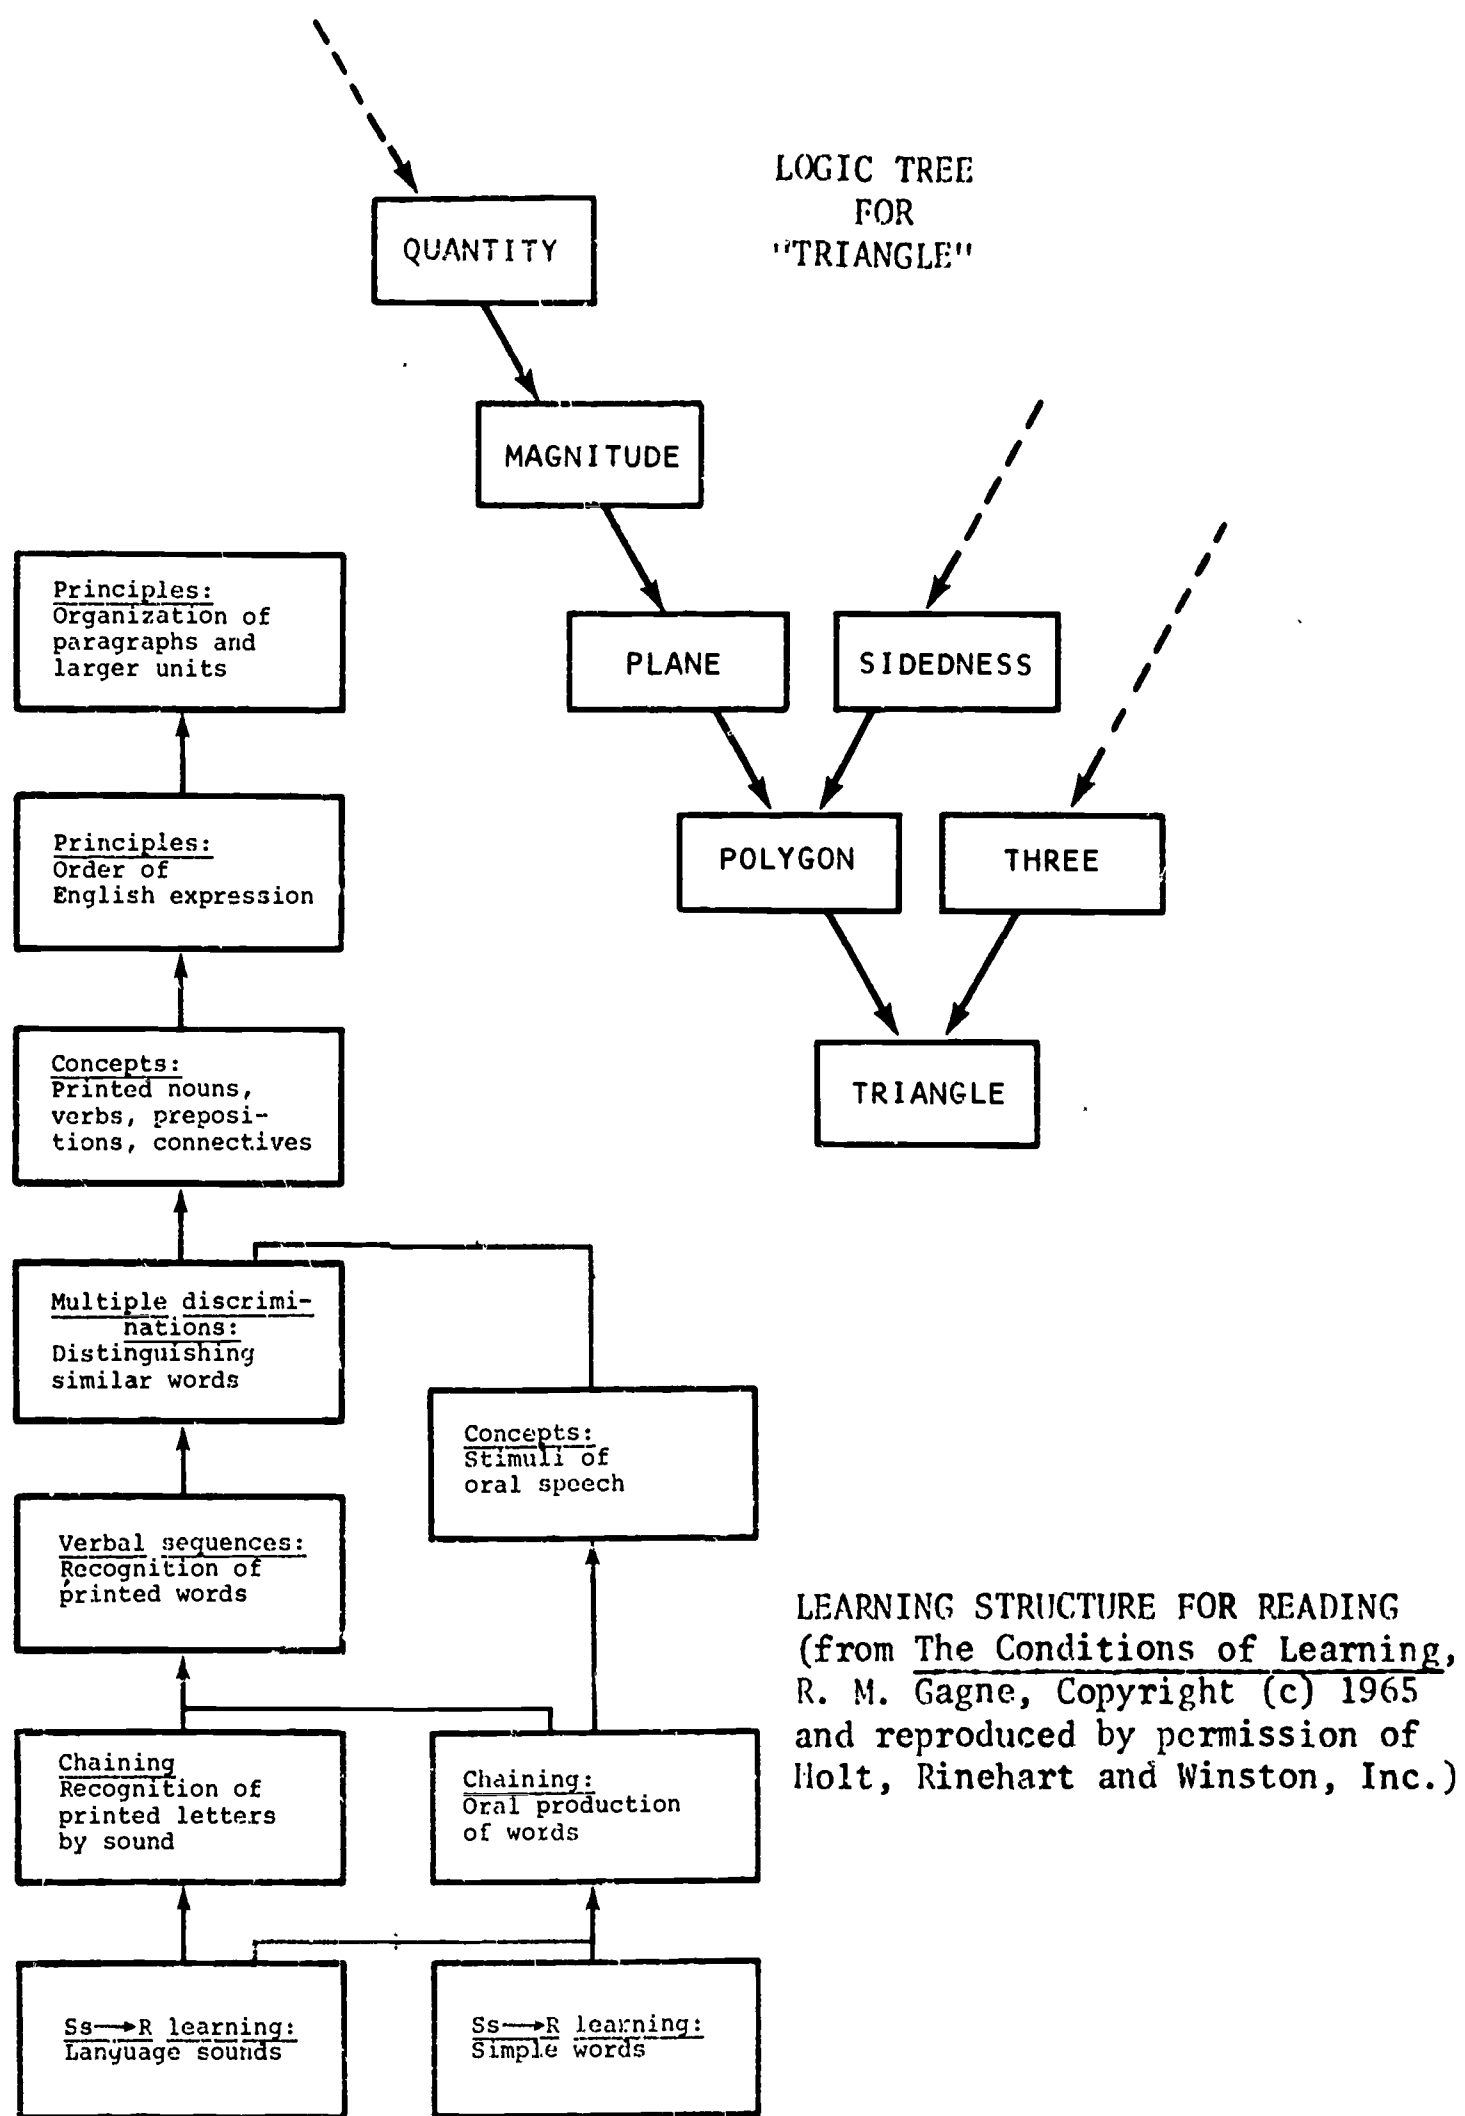 LOGIC TREE
FOR
"TRIANGLE"
QUANTITY
MAGNITUDE
PLANE
SIDEDNESS
POLYGON
THREE
TRIANGLE
Principles:
Organization of
paragraphs and
larger units
Principles:
Order of
English expression
Concepts:
Printed nouns,
verbs, preposi-
tions, connectives
Multiple discrimi-
nations:
Distinguishing
similar words
Concepts:
Stimuli of
oral speech
Verbal sequences:
Recognition of
printed words
Chaining
Recognition of
printed letters
by sound
Chaining:
Oral production
of words
Ss→R learning:
Language sounds
Ss→R learning:
Simple words
LEARNING STRUCTURE FOR READING
(from The Conditions of Learning,
R. M. Gagne, Copyright (c) 1965
and reproduced by permission of
Holt, Rinehart and Winston, Inc.)